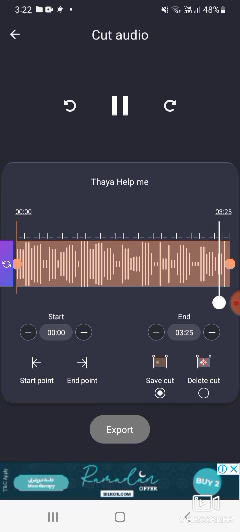 3:22 48%
Cut audio
Thaya Help me
00:00 03:25
Start End
00:00 03:25
Start point End point Save cut Delete cut
Export
T&C Apply
Ramadan
OFFER
BUY 2